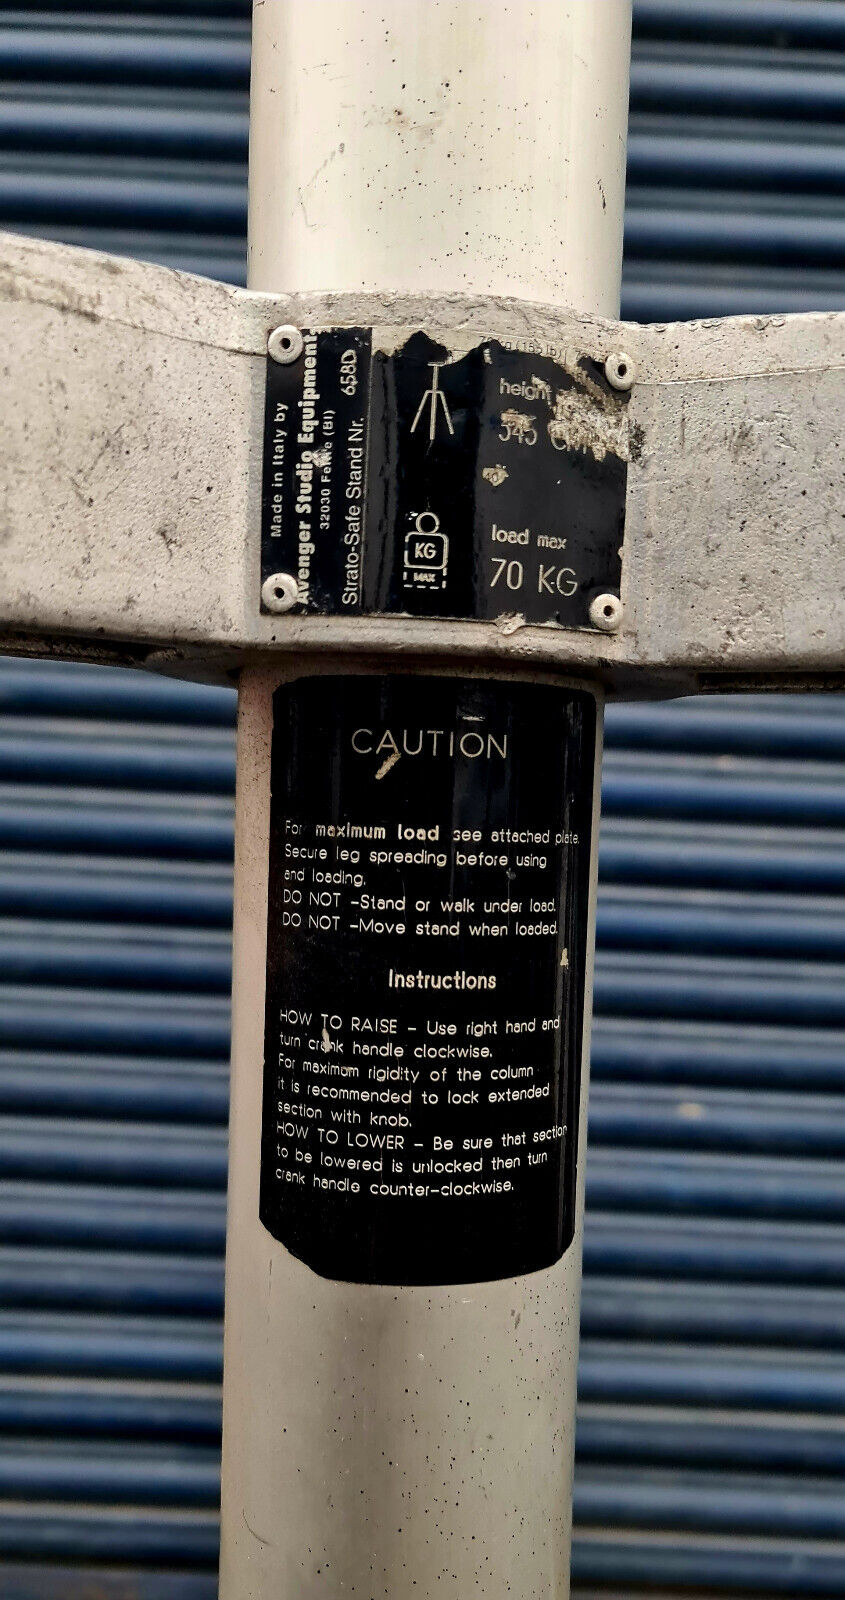 Made in Italy by
Avenger Studio Equipment
32030 (BI)
Strato-Safe Stand Nr. 658D
height
KG
MAX
load max
70 KG
CAUTION
For maximum load see attached plate.
Secure leg spreading before using
and loading.
DO NOT -Stand or walk under load.
DO NOT -Move stand when loaded.
Instructions
HOW TO RAISE - Use right hand and
turn crank handle clockwise.
For maximum rigidity of the column
it is recommended to lock extended
section with knob.
HOW TO LOWER - Be sure that section
to be lowered is unlocked then turn
crank handle counter-clockwise.